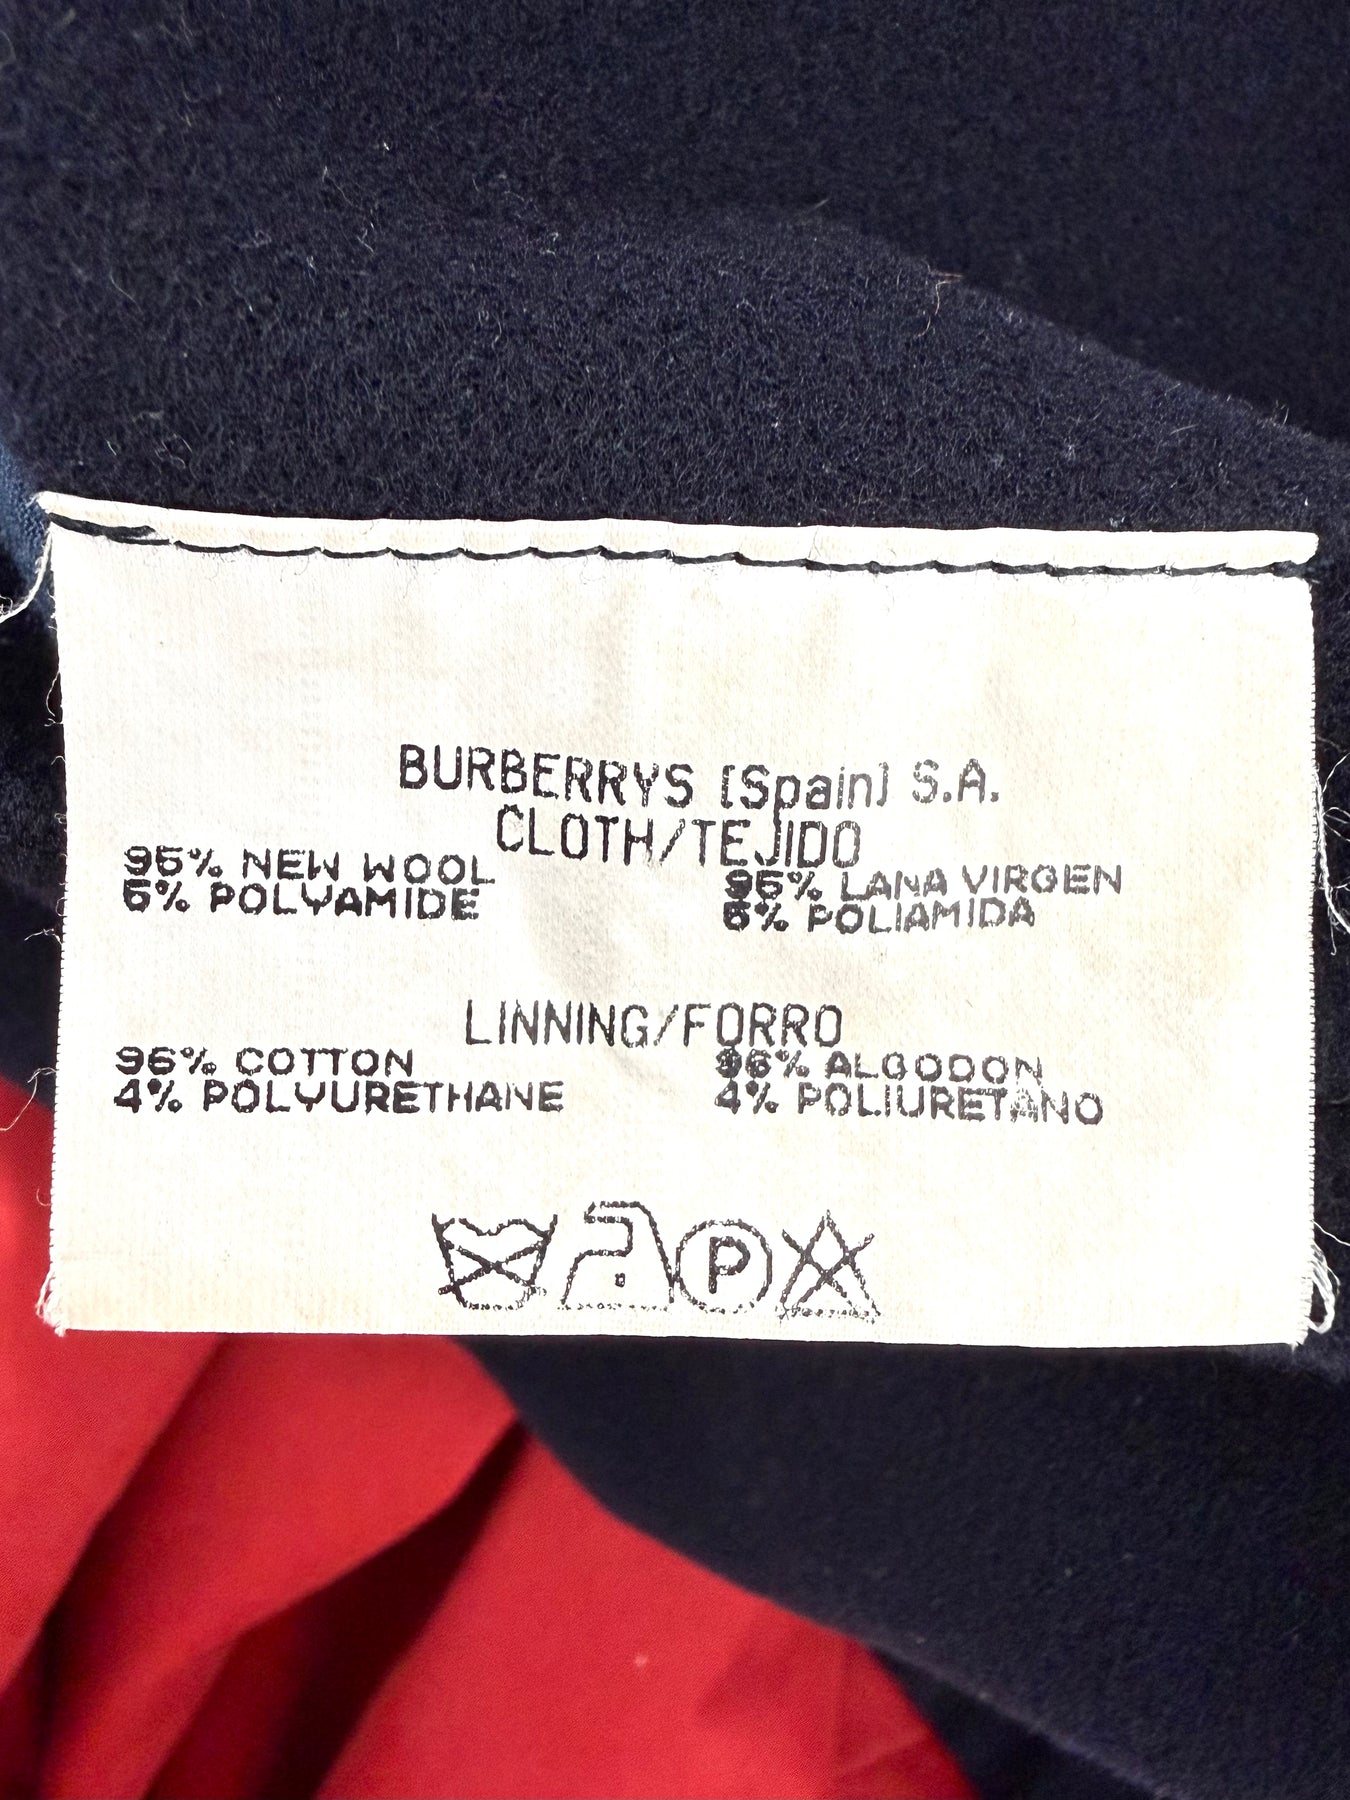 BURBERRYS [Spain] S.A.
CLOTH/TEJIDO
95% NEW WOOL 95% LANA VIRGEN
5% POLYAMIDE 5% POLIAMIDA
LINNING/FORRO
96% COTTON 96% ALGODON
4% POLYURETHANE 4% POLIURETANO
P